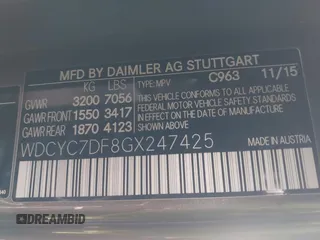 MFD BY DAIMLER AG STUTTGART
KG LBS
GVWR 3200 7056
GAWR FRONT 1550 3417
GAWR REAR 1870 4123
TYPE:MPV C963 11/15
THIS VEHICLE CONFORMS TO ALL APPLICABLE
FEDERAL MOTOR VEHICLE SAFETY
STANDARDS IN EFFECT ON THE DATE OF
MANUFACTURE SHOWN ABOVE.
WDCYC7DF8GX247425
MADE IN AUSTRIA
DREAMBID